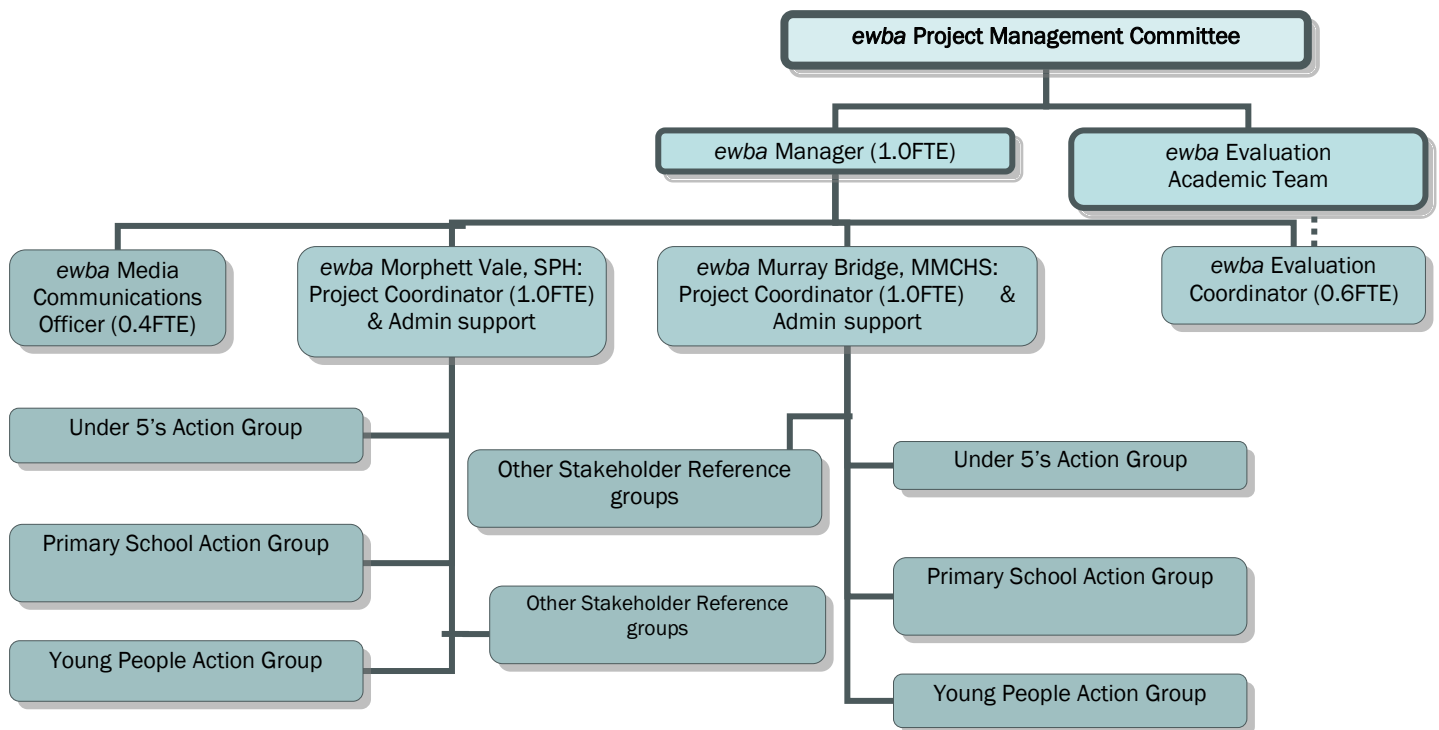 ewba Project Management Committee
ewba Manager (1.0FTE)
ewba Evaluation
Academic Team
ewba Media
Communications
Officer (0.4FTE)
ewba Morphett Vale, SPH:
Project Coordinator (1.0FTE)
& Admin support
ewba Murray Bridge, MMCHS:
Project Coordinator (1.0FTE) &
Admin support
ewba Evaluation
Coordinator (0.6FTE)
Under 5’s Action Group
Other Stakeholder Reference
groups
Under 5’s Action Group
Primary School Action Group
Primary School Action Group
Other Stakeholder Reference
groups
Young People Action Group
Young People Action Group